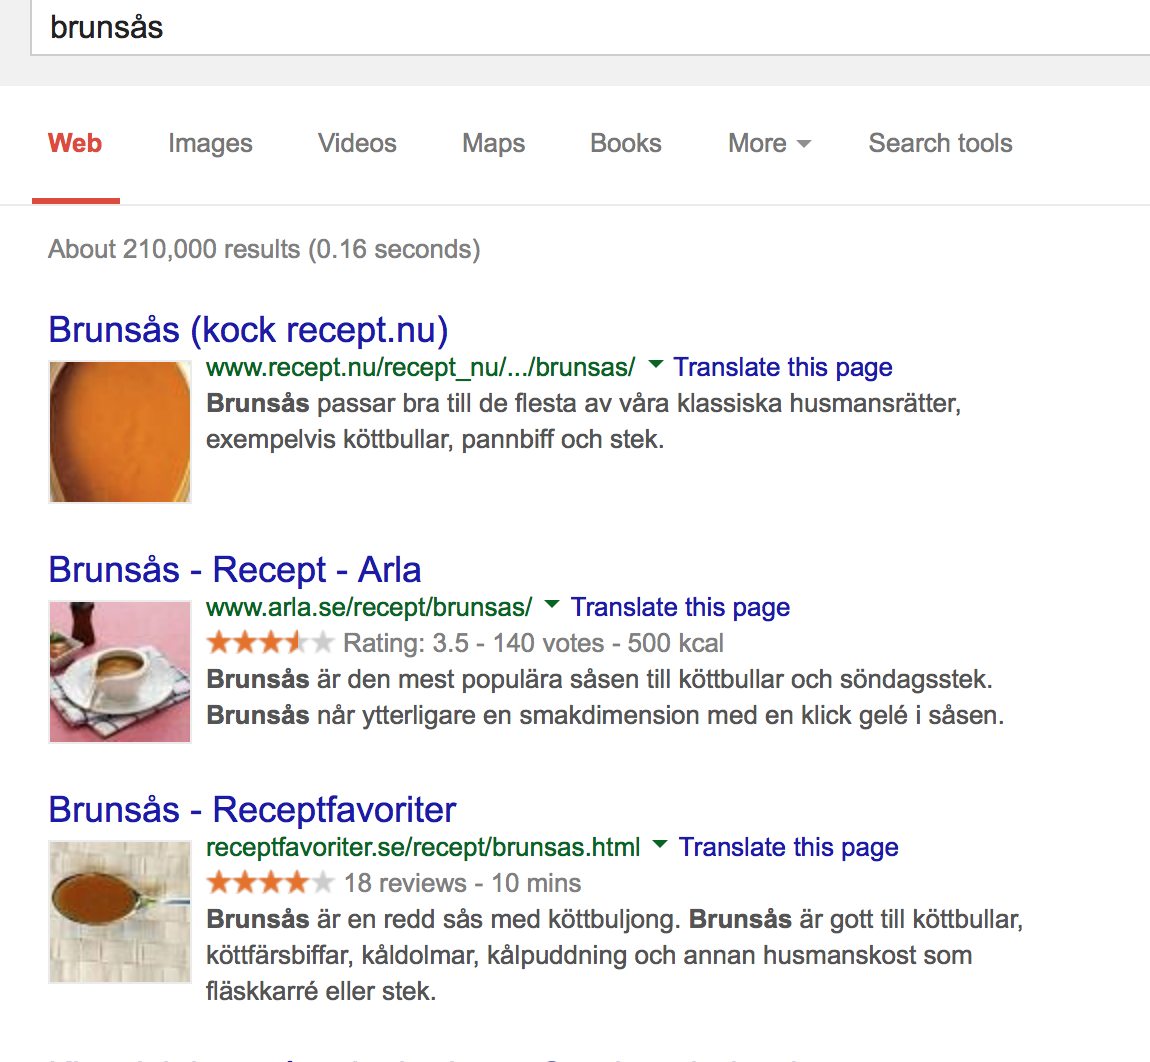 brunsås
Web Images Videos Maps Books More Search tools
About 210,000 results (0.16 seconds)
Brunsås (kock recept.nu)
www.recept.nu/recept_nu/.../brunsas/ Translate this page
Brunsås passar bra till de flesta av våra klassiska husmansrätter,
exempelvis köttbullar, pannbiff och stek.
Brunsås - Recept - Arla
www.arla.se/recept/brunsas/ Translate this page
Rating: 3.5 - 140 votes - 500 kcal
Brunsås är den mest populära såsen till köttbullar och söndagsstek.
Brunsås når ytterligare en smakdimension med en klick gelé i såsen.
Brunsås - Receptfavoriter
receptfavoriter.se/recept/brunsas.html Translate this page
18 reviews - 10 mins
Brunsås är en redd sås med köttbuljong. Brunsås är gott till köttbullar,
köttfärsbiffar, kåldolmar, kålpuddning och annan husmanskost som
fläskkarré eller stek.